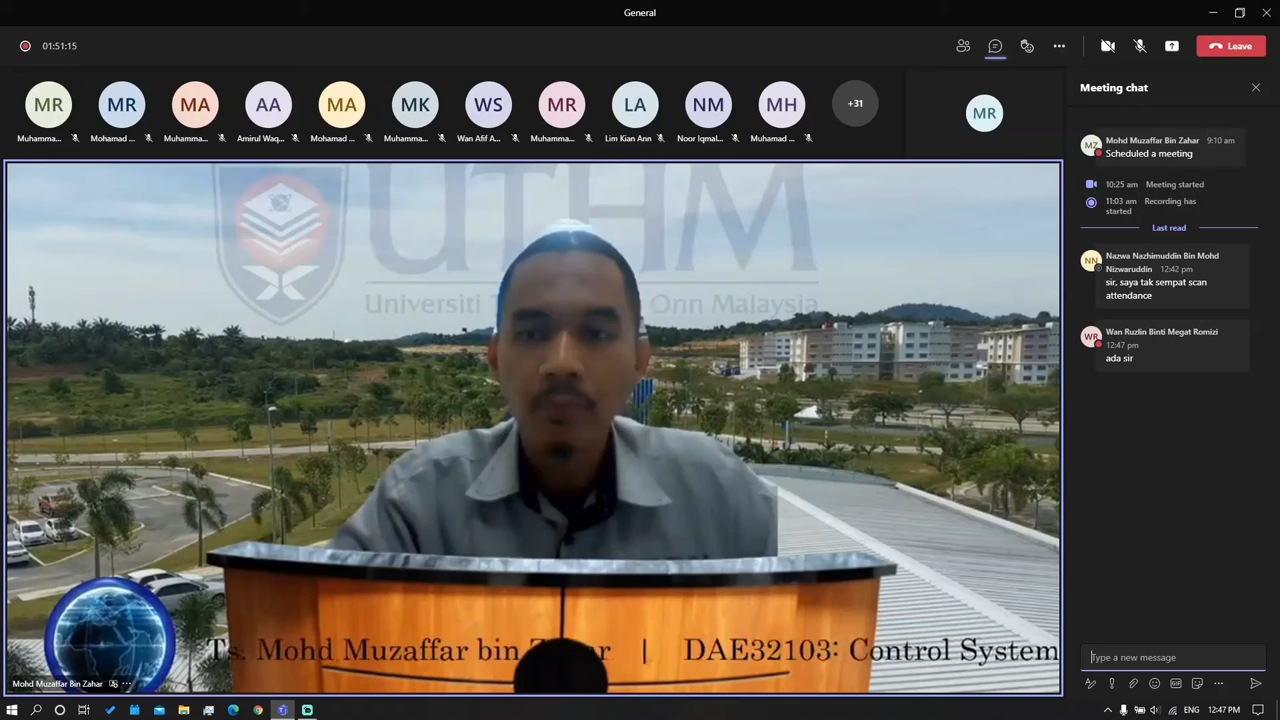 General
01:51:15
Leave
MR
MR
MA
AA
MA
MK
WS
MR
LA
NM
MH
+31
MR
Muhamma...
Mohamad ...
Muhamma...
Amirul Waq...
Mohamad ...
Muhamma...
Wan Afif A...
Muhamma...
Lim Kian Ann
Noor Iqmal...
Muhamad ...
Meeting chat
MZ
Mohd Muzaffar Bin Zahar 9:10 am
Scheduled a meeting
10:25 am Meeting started
11:03 am Recording has
started
Last read
NN
Nazwa Nazhimuddin Bin Mohd
Nizwaruddin 12:42 pm
sir, saya tak sempat scan
attendance
WR
Wan Ruzlin Binti Megat Romizi
12:47 pm
ada sir
UTHM
Universiti Onn Malaysia
Ts. Mohd Muzaffar bin | DAE32103: Control System
Mohd Muzaffar Bin Zahar
Type a new message
GIF
ENG 12:47 PM